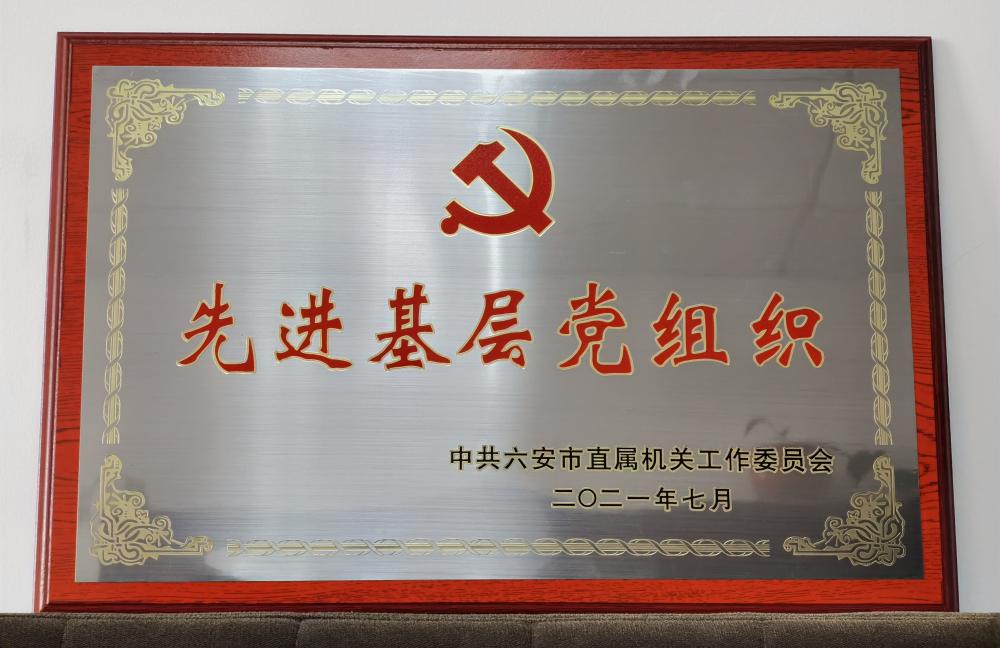 先进基层党组织
中共六安市直属机关工作委员会
二〇二一年七月